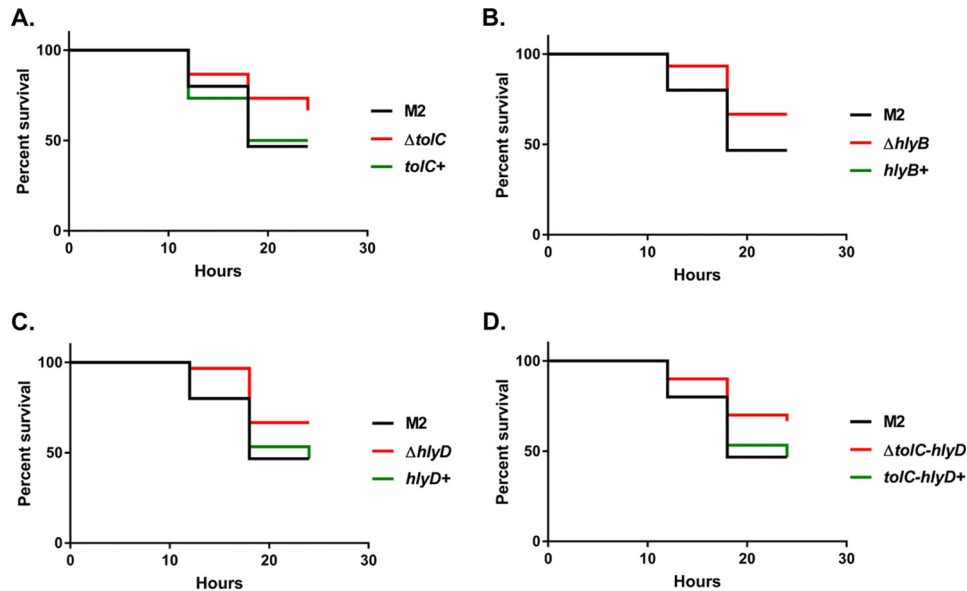 A.
Percent survival
100
50
0
0 10 20 30
Hours
M2
ΔtolC
tolC+
B.
Percent survival
100
50
0
0 10 20 30
Hours
M2
ΔhlyB
hlyB+
C.
Percent survival
100
50
0
0 10 20 30
Hours
M2
ΔhlyD
hlyD+
D.
Percent survival
100
50
0
0 10 20 30
Hours
M2
ΔtolC-hlyD
tolC-hlyD+